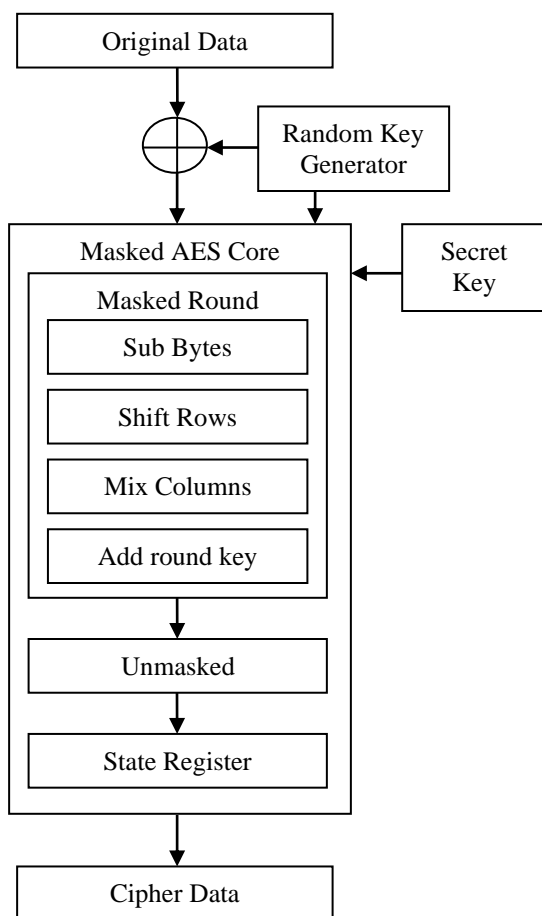 Original Data
Random Key
Generator
Masked AES Core
Secret
Key
Masked Round
Sub Bytes
Shift Rows
Mix Columns
Add round key
Unmasked
State Register
Cipher Data